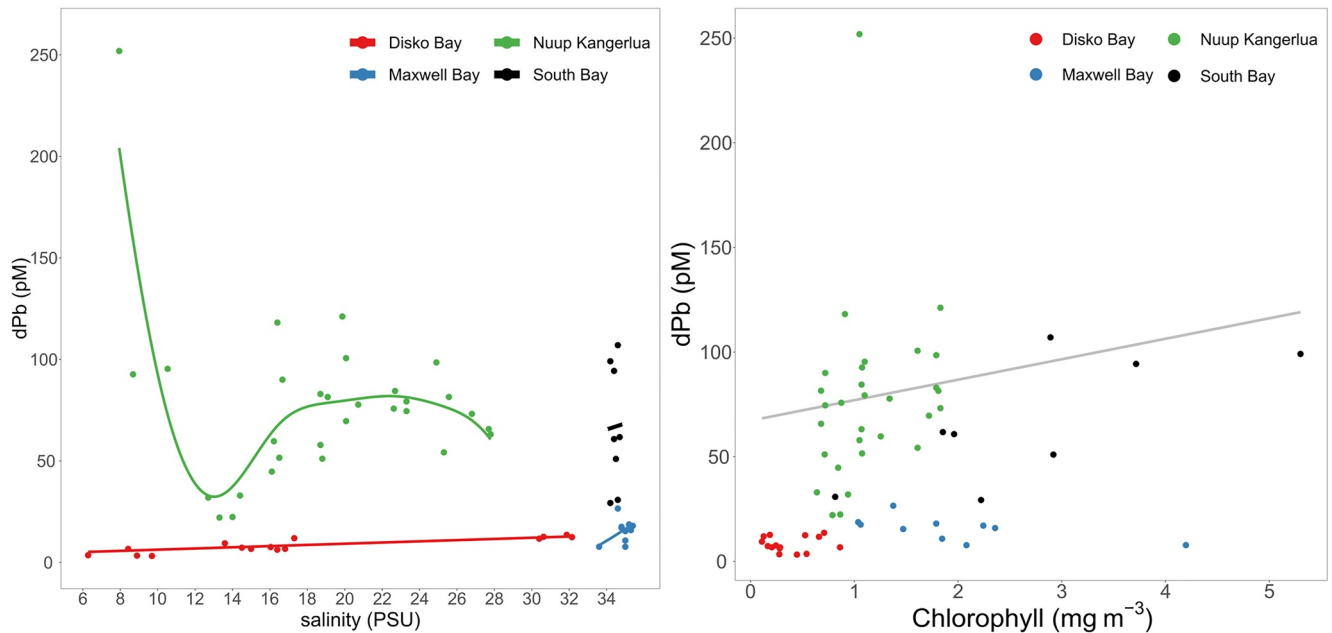 250
200
150
100
50
0
dPb (pM)
Disko Bay Nuup Kangerlua
Maxwell Bay South Bay
6 8 10 12 14 16 18 20 22 24 26 28 30 32 34
salinity (PSU)
250
200
150
100
50
0
dPb (pM)
Disko Bay Nuup Kangerlua
Maxwell Bay South Bay
0 1 2 3 4 5
Chlorophyll (mg m⁻³)